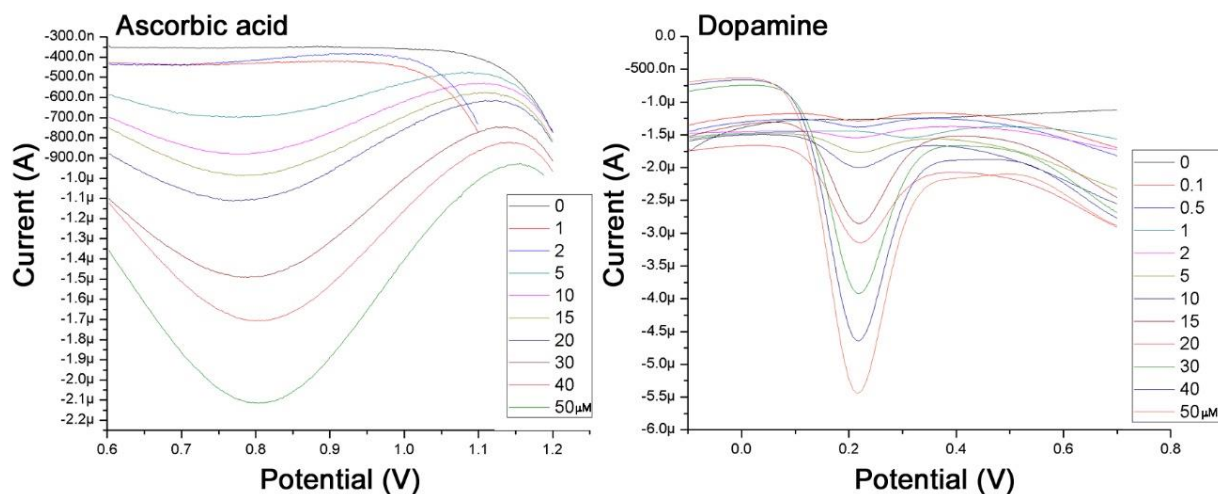 Ascorbic acid
-300.0n
-400.0n
-500.0n
-600.0n
-700.0n
-800.0n
-900.0n
-1.0µ
-1.1µ
-1.2µ
-1.3µ
-1.4µ
-1.5µ
-1.6µ
-1.7µ
-1.8µ
-1.9µ
-2.0µ
-2.1µ
-2.2µ
Current (A)
0.6 0.7 0.8 0.9 1.0 1.1 1.2
Potential (V)
0
1
2
5
10
15
20
30
40
50µM
Dopamine
0.0
-500.0n
-1.0µ
-1.5µ
-2.0µ
-2.5µ
-3.0µ
-3.5µ
-4.0µ
-4.5µ
-5.0µ
-5.5µ
-6.0µ
Current (A)
0.0 0.2 0.4 0.6 0.8
Potential (V)
0
0.1
0.5
1
2
5
10
15
20
30
40
50µM